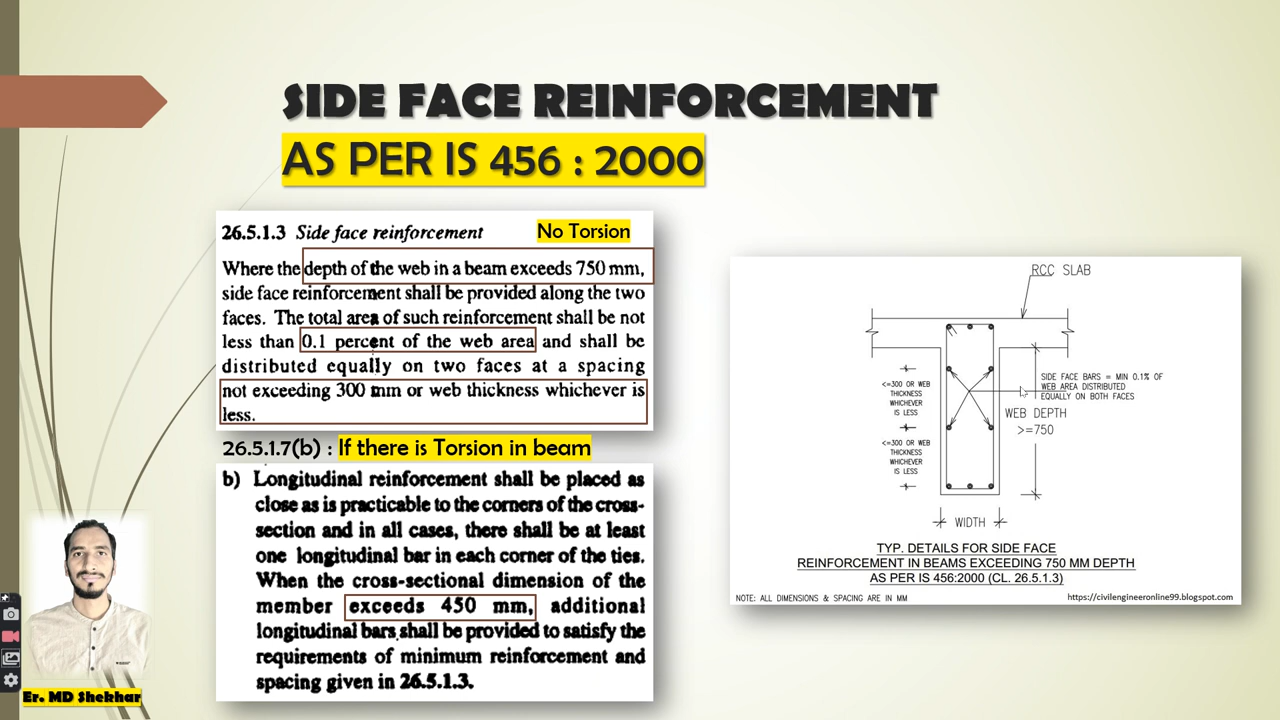 SIDE FACE REINFORCEMENT
AS PER IS 456 : 2000
26.5.1.3 Side face reinforcement
No Torsion
Where the depth of the web in a beam exceeds 750 mm,
side face reinforcement shall be provided along the two
faces. The total area of such reinforcement shall be not
less than 0.1 percent of the web area and shall be
distributed equally on two faces at a spacing
not exceeding 300 mm or web thickness whichever is
less.
26.5.1.7(b) : If there is Torsion in beam
b) Longitudinal reinforcement shall be placed as
close as is practicable to the corners of the cross-
section and in all cases, there shall be at least
one longitudinal bar in each corner of the ties.
When the cross-sectional dimension of the
member exceeds 450 mm, additional
longitudinal bars shall be provided to satisfy the
requirements of minimum reinforcement and
spacing given in 26.5.1.3.
Er. MD Shekhar
RCC SLAB
<=300 OR WEB
THICKNESS
WHICHEVER
IS LESS
<=300 OR WEB
THICKNESS
WHICHEVER
IS LESS
SIDE FACE BARS = MIN 0.1% OF
WEB AREA DISTRIBUTED
EQUALLY ON BOTH FACES
WEB DEPTH
>=750
WIDTH
TYP. DETAILS FOR SIDE FACE
REINFORCEMENT IN BEAMS EXCEEDING 750 MM DEPTH
AS PER IS 456:2000 (CL. 26.5.1.3)
NOTE: ALL DIMENSIONS & SPACING ARE IN MM
https://civilengineeronline99.blogspot.com